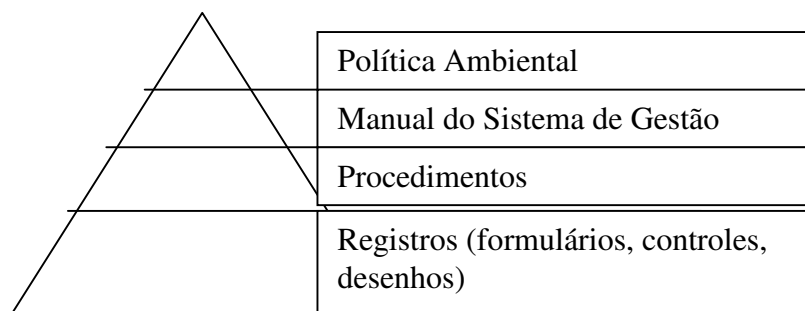 Política Ambiental
Manual do Sistema de Gestão
Procedimentos
Registros (formulários, controles,
desenhos)